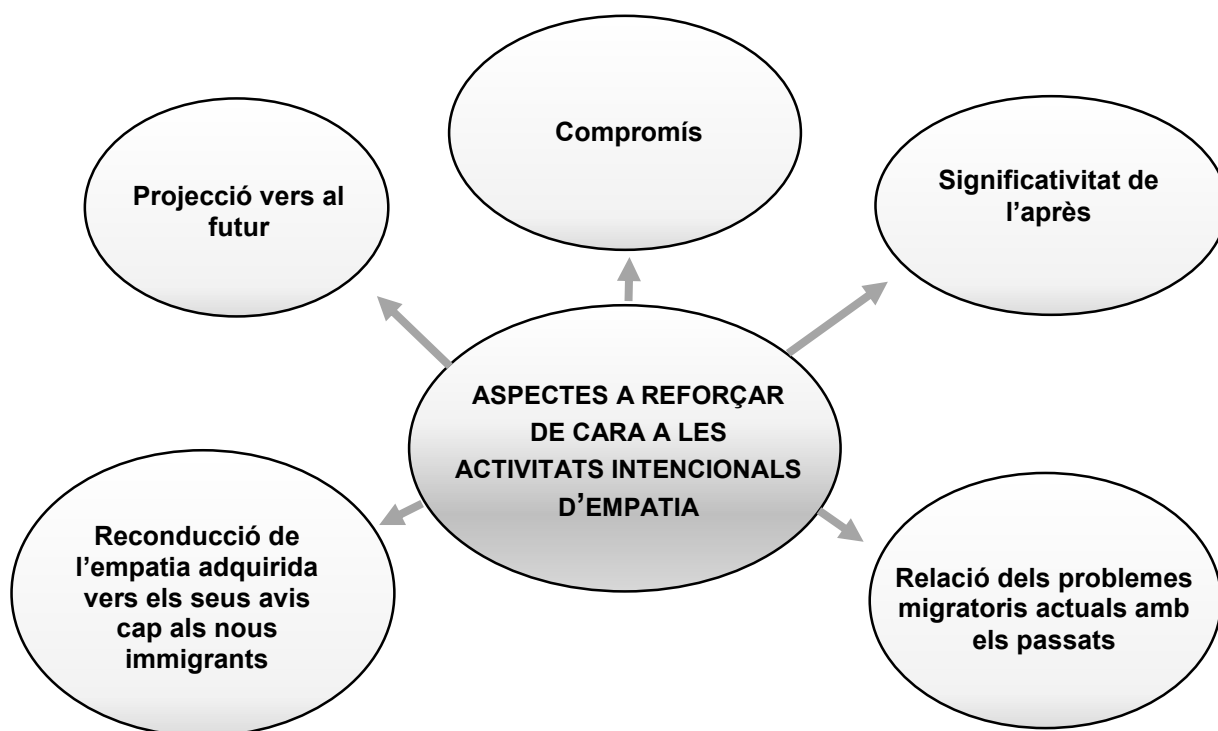 Compromís
Projecció vers al
futur
Significativitat de
l’après
ASPECTES A REFORÇAR
DE CARA A LES
ACTIVITATS INTENCIONALS
D’EMPATIA
Reconducció de
l’empatia adquirida
vers els seus avis
cap als nous
immigrants
Relació dels problemes
migratoris actuals amb
els passats